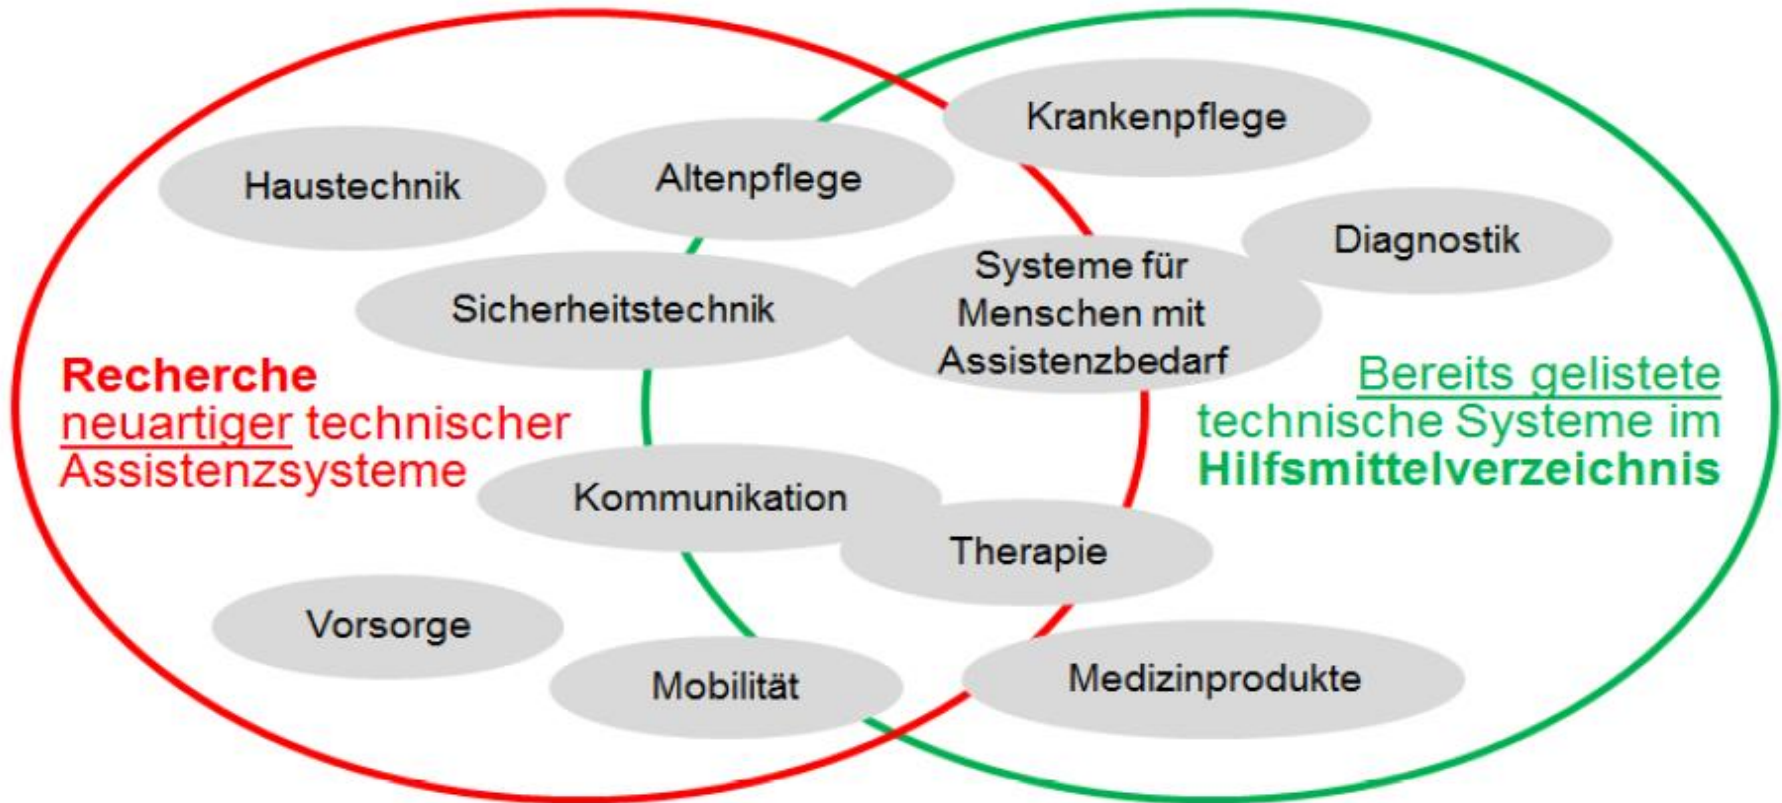 Krankenpflege
Haustechnik
Altenpflege
Diagnostik
Systeme für
Menschen mit
Assistenzbedarf
Sicherheitstechnik
Recherche
neuartiger technischer
Assistenzsysteme
Bereits gelistete
technische Systeme im
Hilfsmittelverzeichnis
Kommunikation
Therapie
Vorsorge
Mobilität
Medizinprodukte